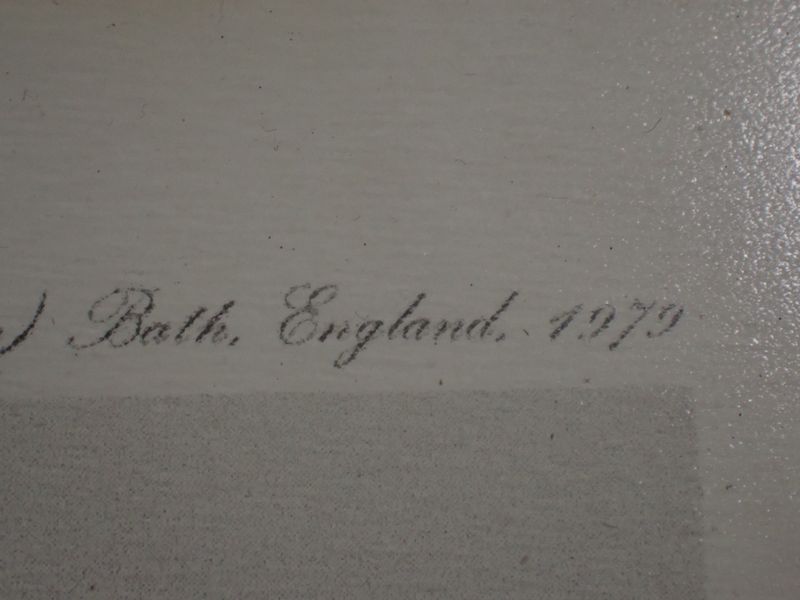 ) Bath, England, 1979